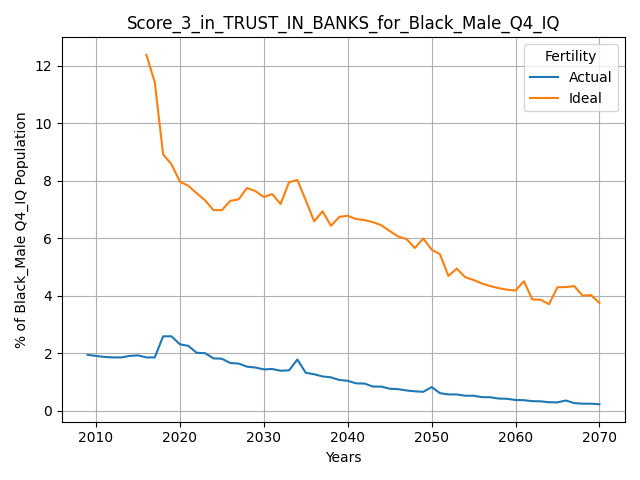 Score_3_in_TRUST_IN_BANKS_for_Black_Male_Q4_IQ
Fertility
Actual
Ideal
% of Black_Male Q4_IQ Population
12
10
8
6
4
2
0
2010 2020 2030 2040 2050 2060 2070
Years